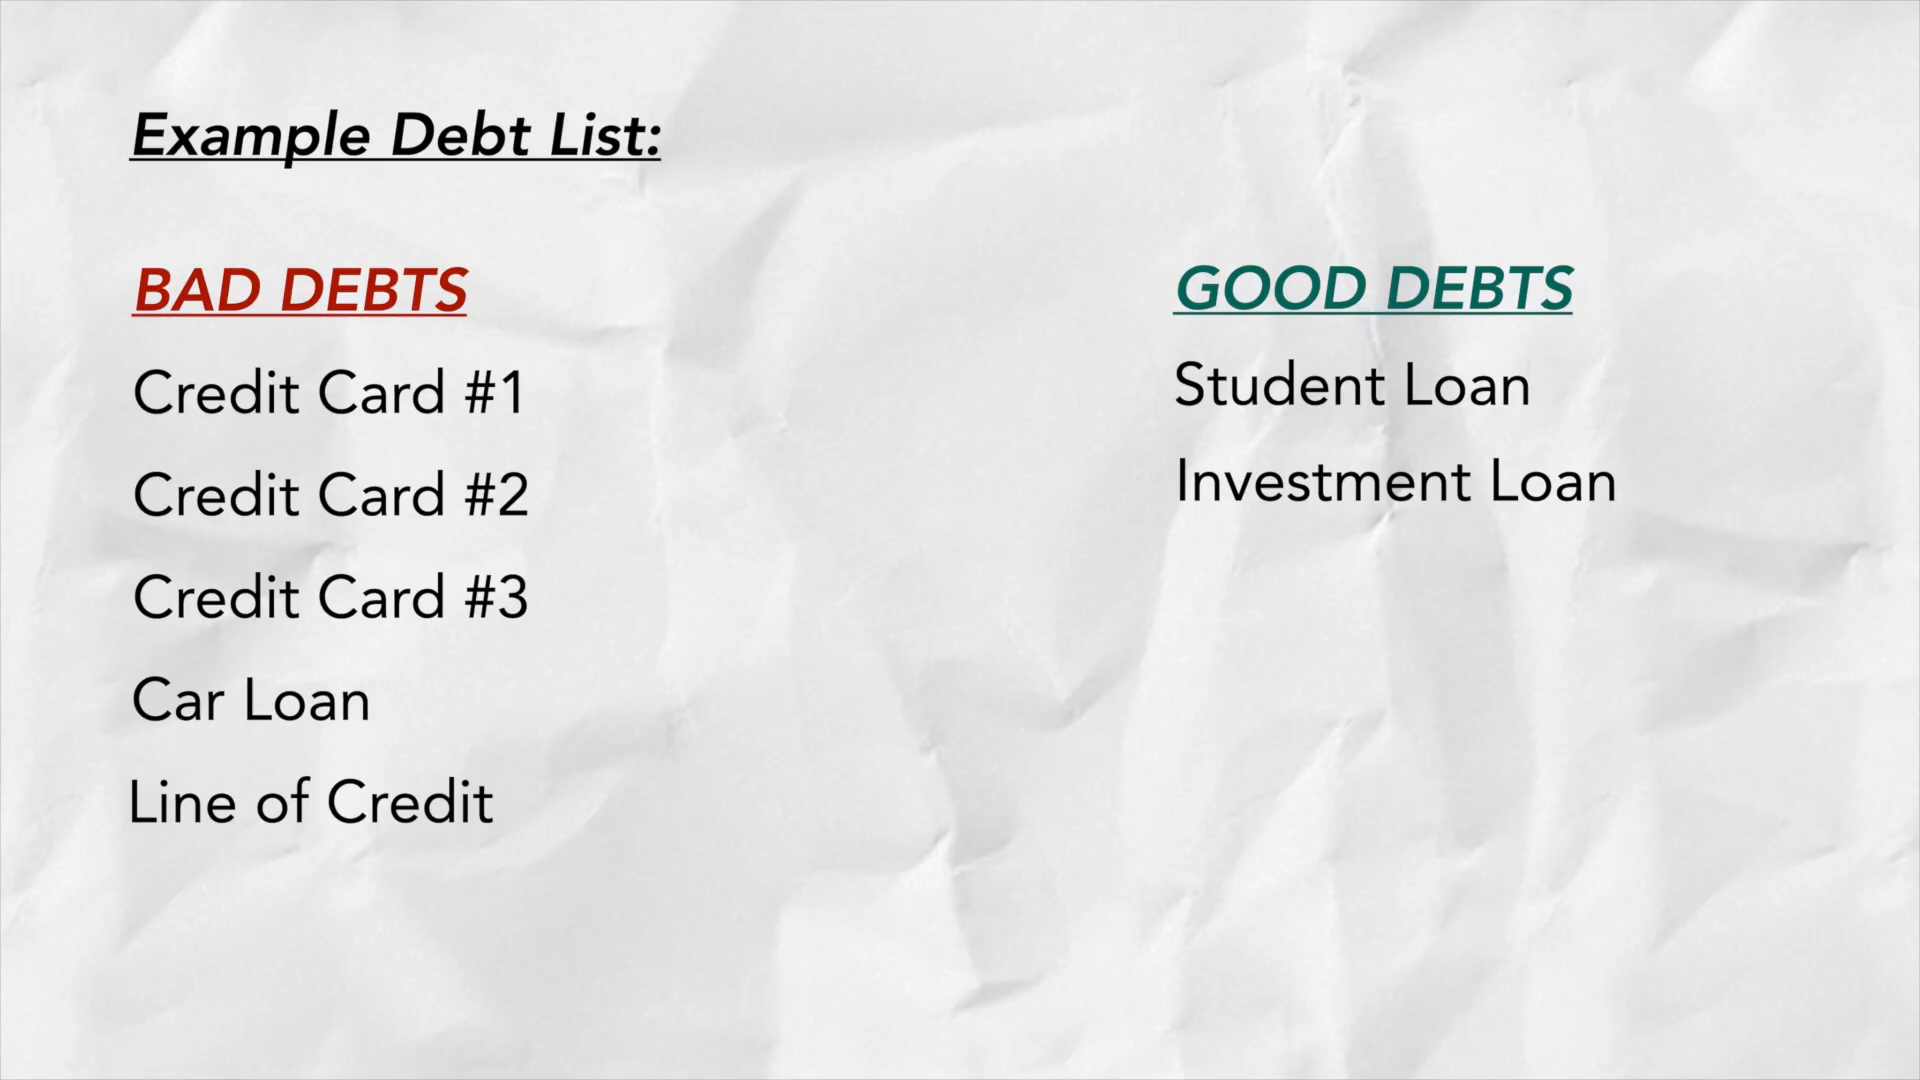 Example Debt List:
BAD DEBTS
Credit Card #1
Credit Card #2
Credit Card #3
Car Loan
Line of Credit
GOOD DEBTS
Student Loan
Investment Loan